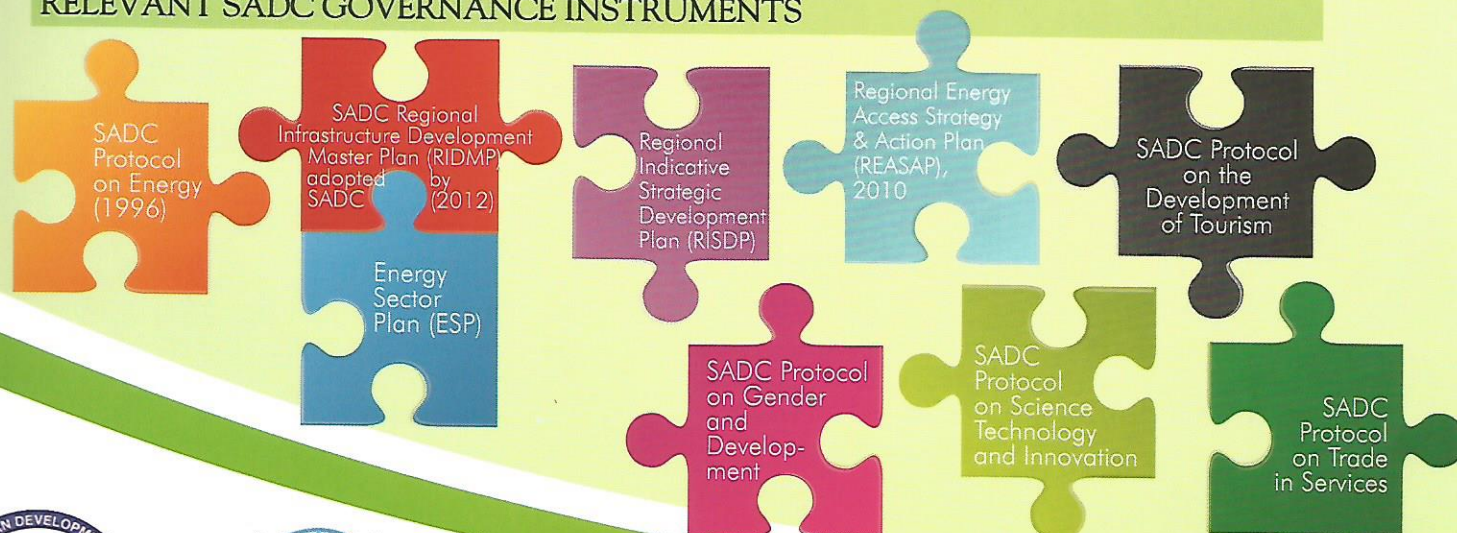 RELEVANT SADC GOVERNANCE INSTRUMENTS
SADC
Protocol
on Energy
(1996)
SADC Regional
Infrastructure Development
Master Plan (RIDMP)
adopted by
SADC (2012)
Energy
Sector
Plan (ESP)
Regional
Indicative
Strategic
Development
Plan (RISDP)
Regional Energy
Access Strategy
& Action Plan
(REASAP),
2010
SADC Protocol
on the
Development
of Tourism
SADC Protocol
on Gender
and
Develop-
ment
SADC
Protocol
on Science
Technology
and Innovation
SADC
Protocol
on Trade
in Services